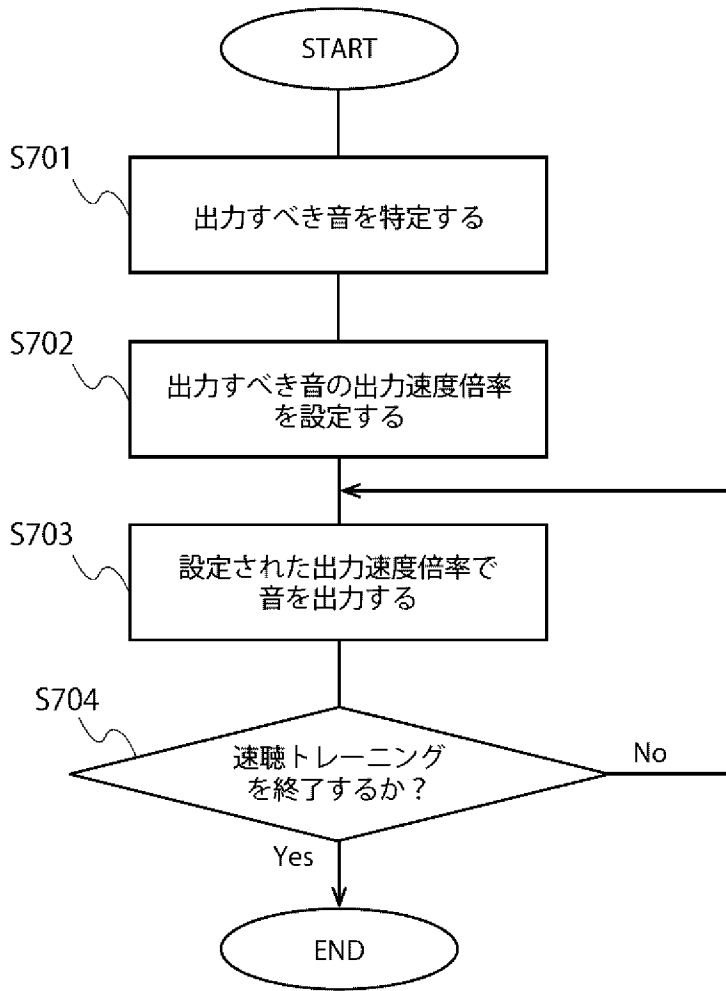 START
S701
出力すべき音を特定する
S702
出力すべき音の出力速度倍率
を設定する
S703
設定された出力速度倍率で
音を出力する
S704
速聴トレーニング
を終了するか？
No
Yes
END